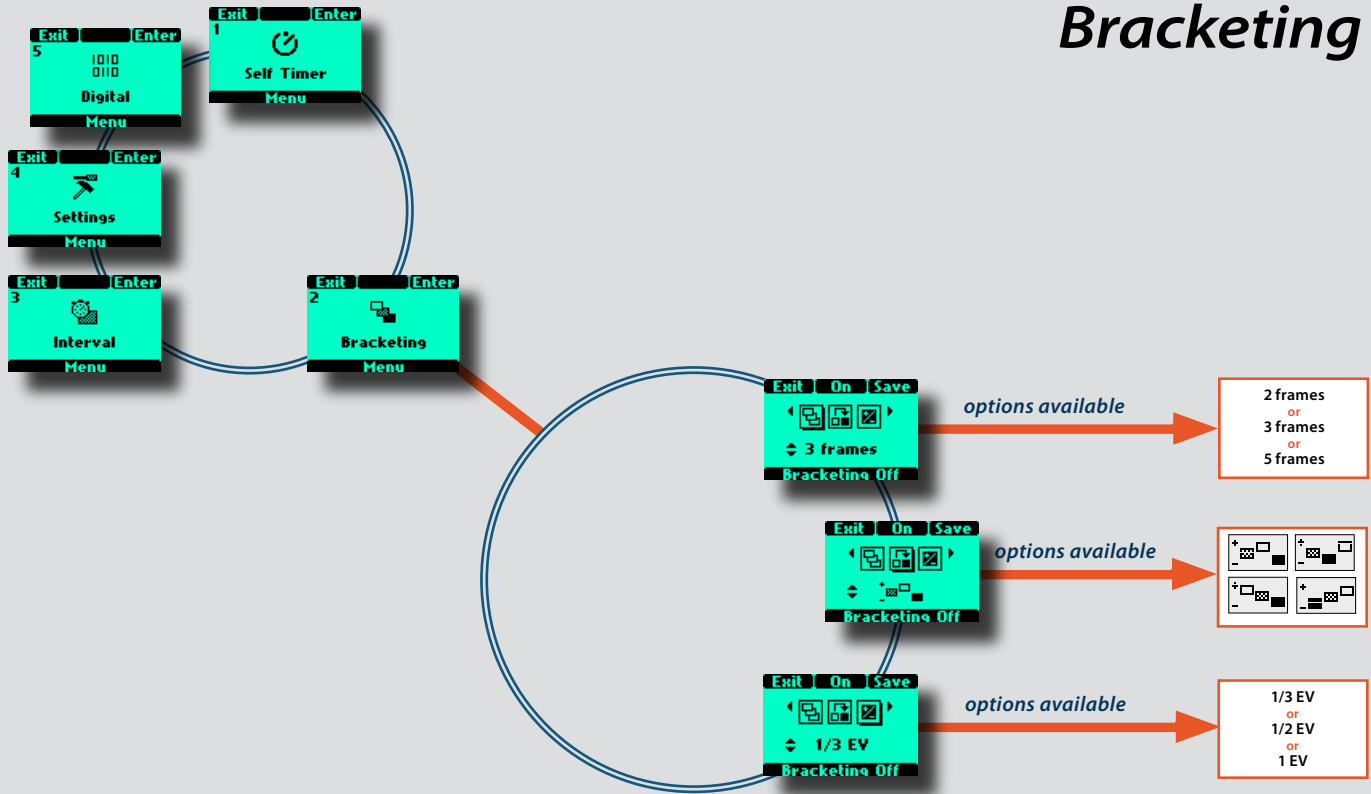 Bracketing
Exit Enter
1
Self Timer
Menu
Exit Enter
5
1010
0110
Digital
Menu
Exit Enter
4
Settings
Menu
Exit Enter
3
Interval
Menu
Exit Enter
2
Bracketing
Menu
Exit On Save
3 frames
Bracketing Off
options available
2 frames
or
3 frames
or
5 frames
Exit On Save
Bracketing Off
options available
Exit On Save
1/3 EV
Bracketing Off
options available
1/3 EV
or
1/2 EV
or
1 EV